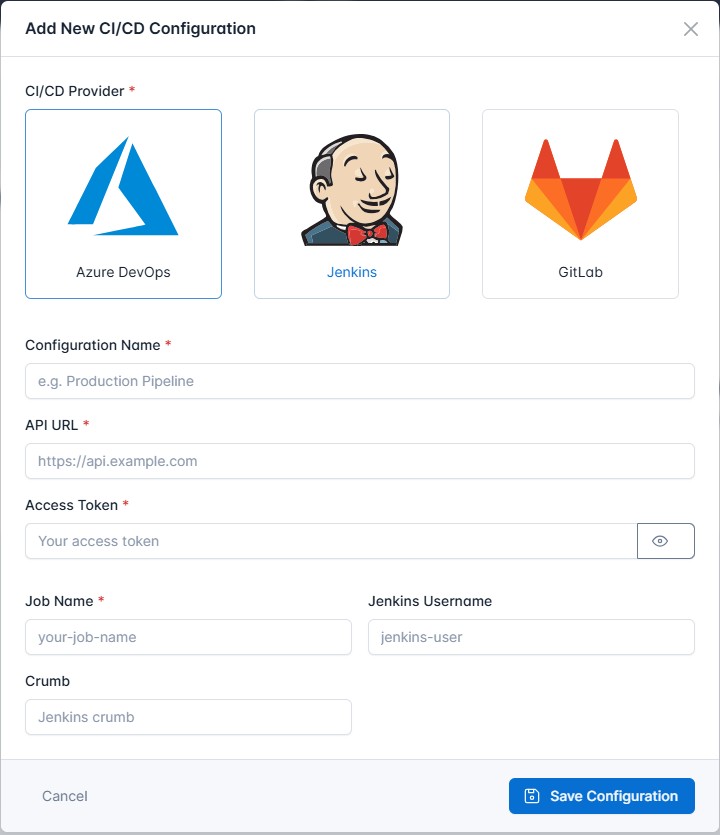 Add New CI/CD Configuration
CI/CD Provider *
Azure DevOps
Jenkins
GitLab
Configuration Name *
e.g. Production Pipeline
API URL *
https://api.example.com
Access Token *
Your access token
Job Name *
Jenkins Username
your-job-name
jenkins-user
Crumb
Jenkins crumb
Cancel
Save Configuration